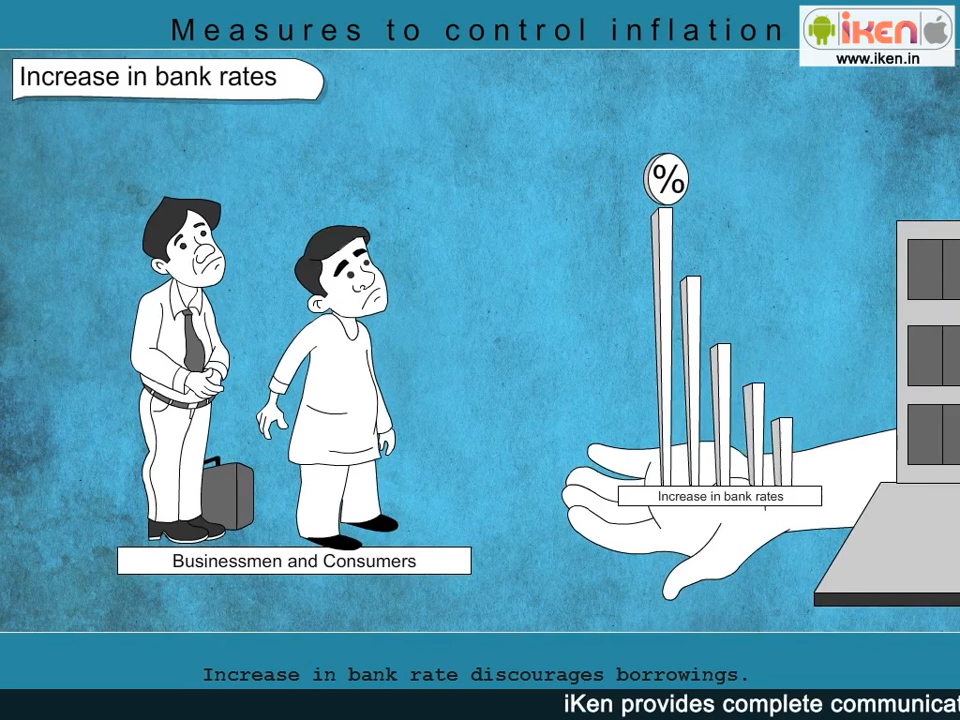 Measures to control inflation
iKEN
www.iken.in
Increase in bank rates
%
Increase in bank rates
Businessmen and Consumers
Increase in bank rate discourages borrowings.
iKen provides complete communicat